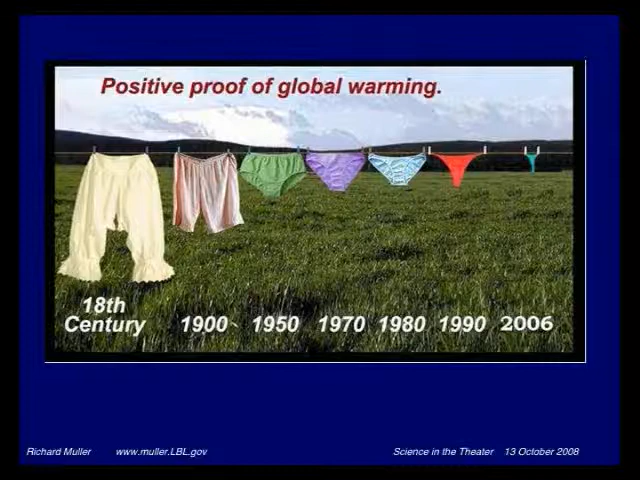 Positive proof of global warming.
18th
Century
1900
1950
1970
1980
1990
2006
Richard Muller www.muller.LBL.gov
Science in the Theater 13 October 2008